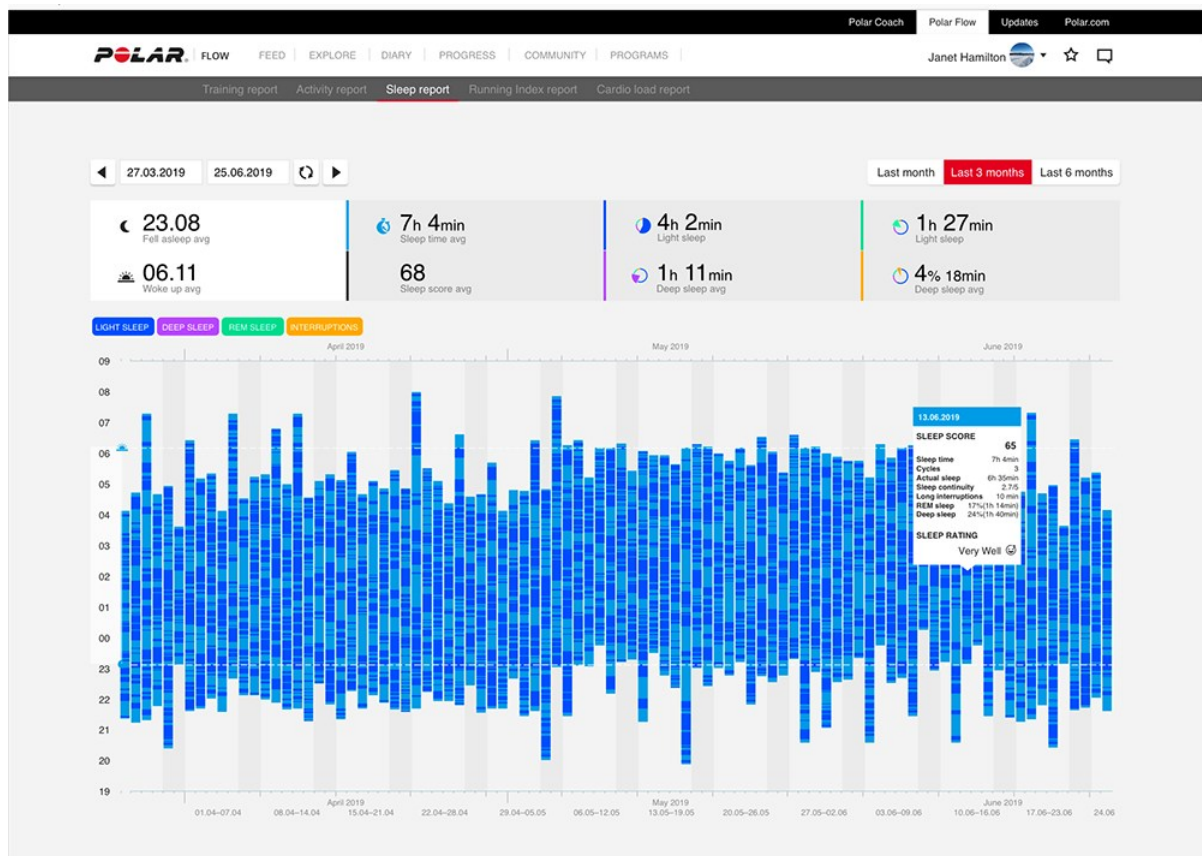 Polar Coach Polar Flow Updates Polar.com
POLAR FLOW FEED EXPLORE DIARY PROGRESS COMMUNITY PROGRAMS Janet Hamilton
Training report Activity report Sleep report Running Index report Cardio load report
27.03.2019 25.06.2019 Last month Last 3 months Last 6 months
23.08 7h 4min 4h 2min 1h 27min
Fell asleep avg Sleep time avg Light sleep Light sleep
06.11 68 1h 11min 4% 18min
Woke up avg Sleep score avg Deep sleep avg Deep sleep avg
LIGHT SLEEP DEEP SLEEP REM SLEEP INTERRUPTIONS
April 2019 May 2019 June 2019
09
08
07
06
05
04
03
02
01
00
23
22
21
20
19
13.06.2019
SLEEP SCORE
65
Sleep time 7h 4min
Cycles 3
Actual sleep 6h 35min
Sleep continuity 2.7/5
Long interruptions 10 min
REM sleep 17%(1h 14min)
Deep sleep 24%(1h 40min)
SLEEP RATING
Very Well
April 2019 May 2019 June 2019
01.04–07.04 08.04–14.04 15.04–21.04 22.04–28.04 29.04–05.05 06.05–12.05 13.05–19.05 20.05–26.05 27.05–02.06 03.06–09.06 10.06–16.06 17.06–23.06 24.06